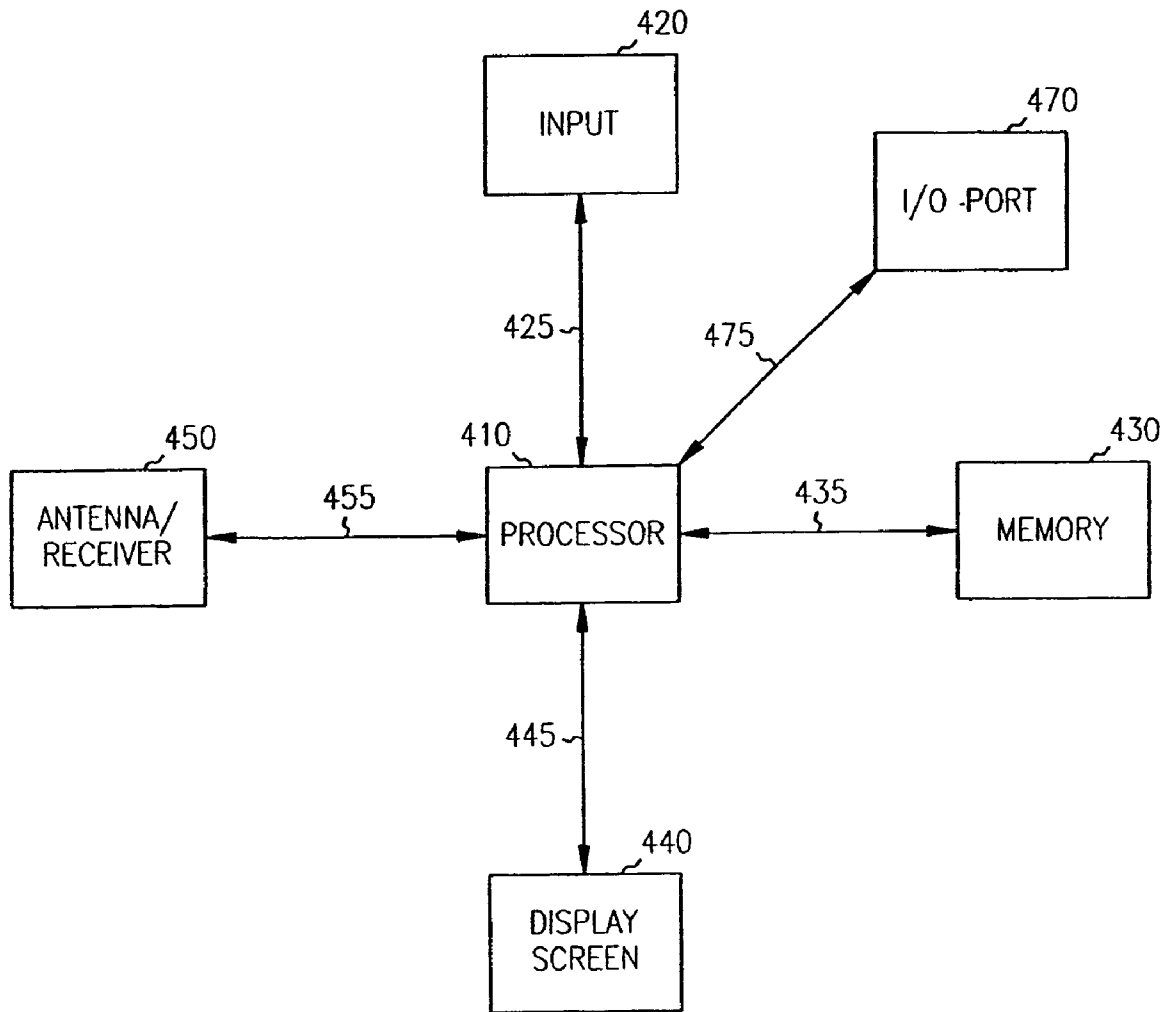 420
INPUT
470
I/O -PORT
425
475
450
ANTENNA/
RECEIVER
455
410
PROCESSOR
435
430
MEMORY
445
440
DISPLAY
SCREEN